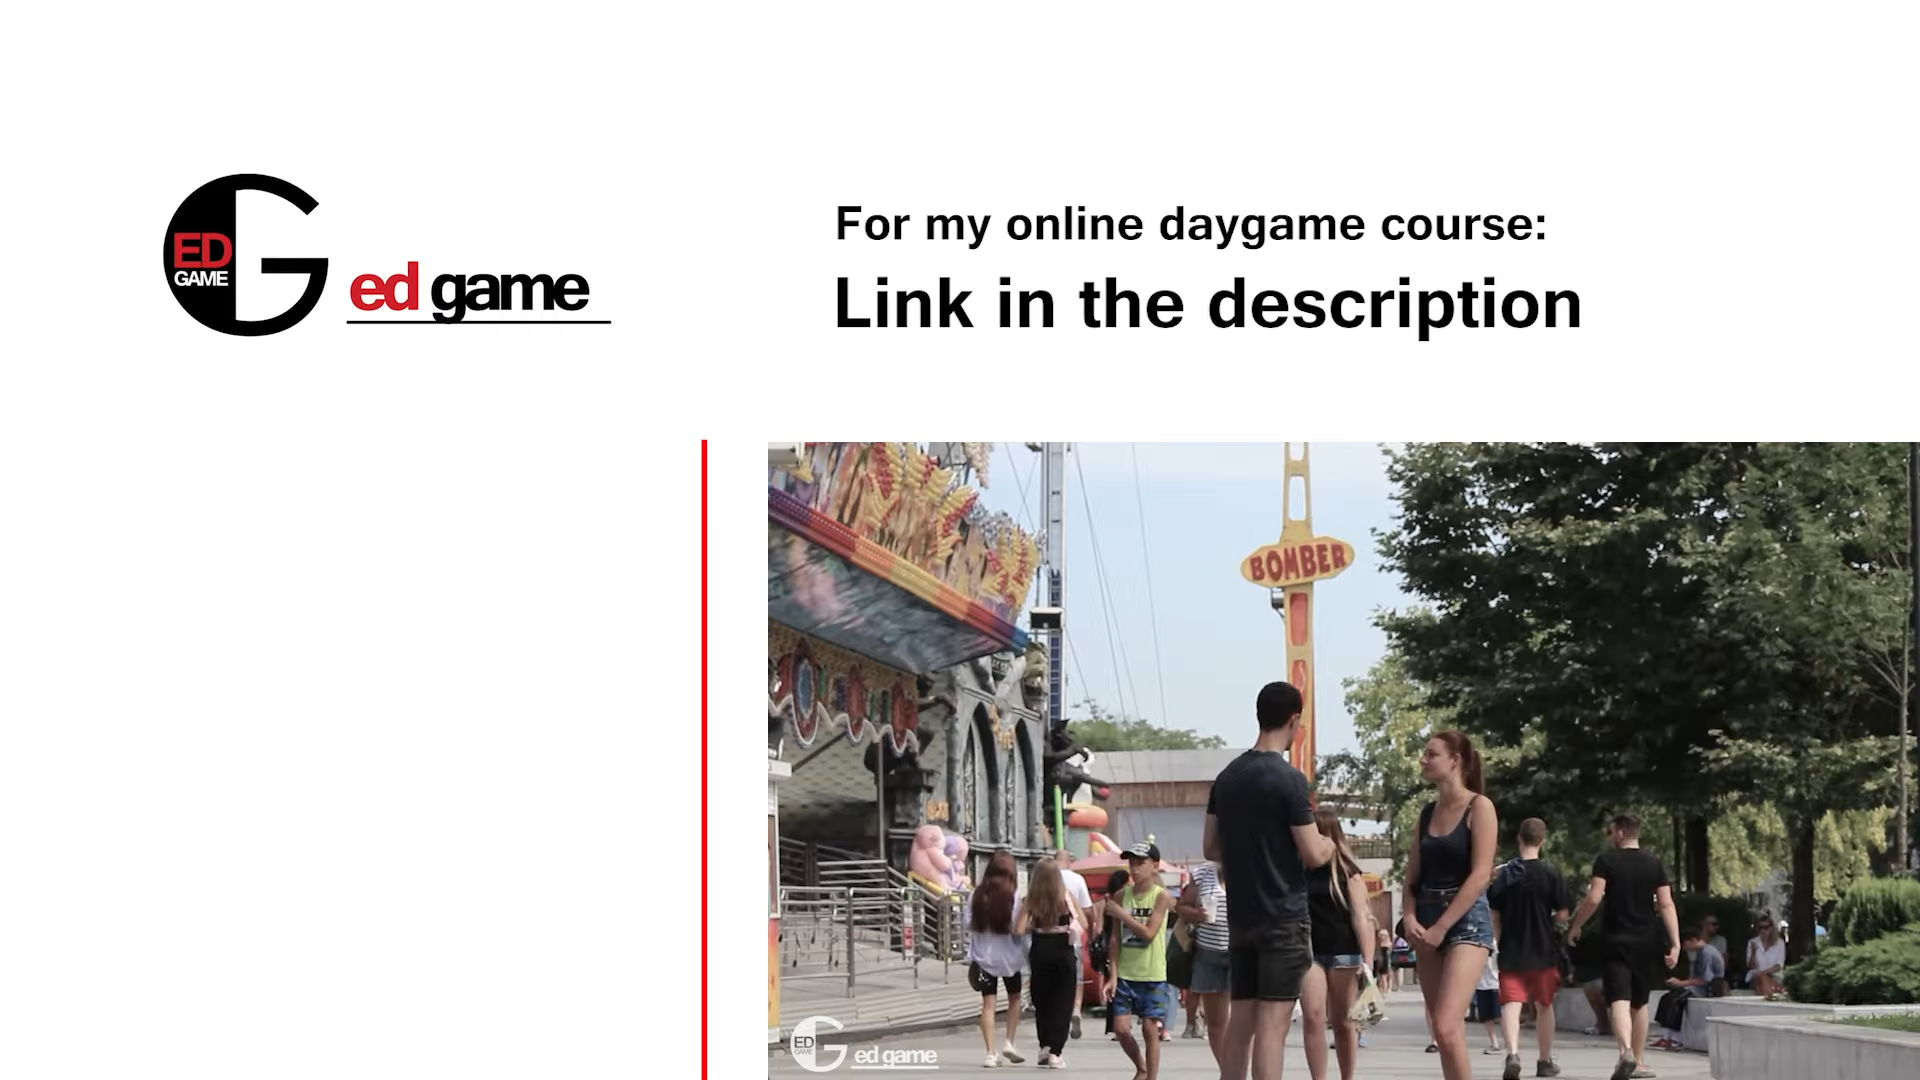 ED
GAME
ed game
For my online daygame course:
Link in the description
BOMBER
ED
GAME
ed game